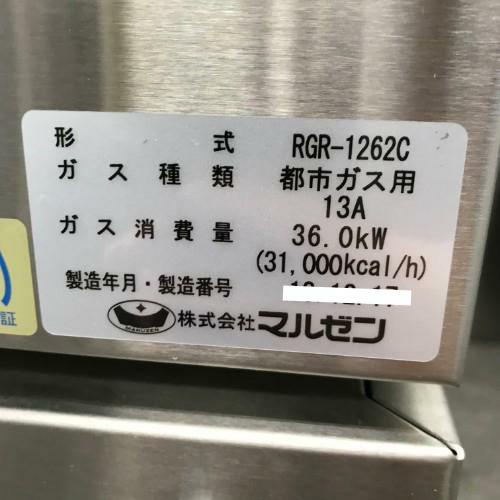 形 式 RGR-1262C
ガス種類 都市ガス用
13A
ガス消費量 36.0kW
(31,000kcal/h)
製造年月・製造番号
MARUZEN 株式会社マルゼン
証